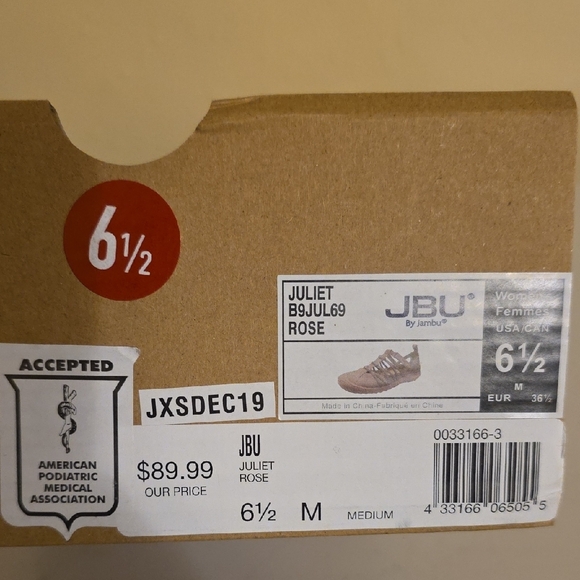 6 1/2
JULIET
B9JUL69
ROSE
JBU®
By jambu®
Women
Femmes
USA/CAN
6½
M
EUR 36½
Made in China-Fabriqué en Chine
ACCEPTED
AMERICAN
PODIATRIC
MEDICAL
ASSOCIATION
JXSDEC19
$89.99
OUR PRICE
JBU
JULIET
ROSE
6½ M MEDIUM
0033166-3
4 33166 06505 5